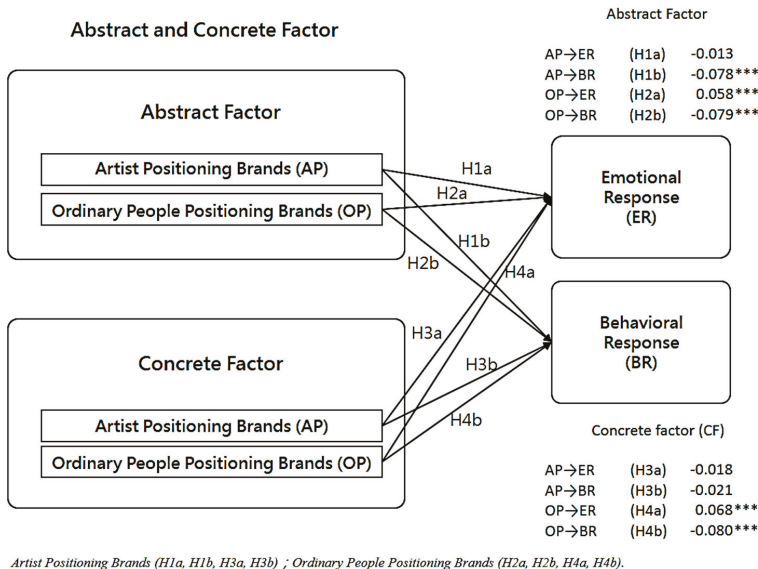 Abstract and Concrete Factor
Abstract Factor
Artist Positioning Brands (AP)
Ordinary People Positioning Brands (OP)
Concrete Factor
Artist Positioning Brands (AP)
Ordinary People Positioning Brands (OP)
H1a
H2a
H1b
H2b
H4a
H3a
H3b
H4b
Abstract Factor
AP→ER (H1a) -0.013
AP→BR (H1b) -0.078***
OP→ER (H2a) 0.058***
OP→BR (H2b) -0.079***
Emotional
Response
(ER)
Behavioral
Response
(BR)
Concrete factor (CF)
AP→ER (H3a) -0.018
AP→BR (H3b) -0.021
OP→ER (H4a) 0.068***
OP→BR (H4b) -0.080***
Artist Positioning Brands (H1a, H1b, H3a, H3b) ; Ordinary People Positioning Brands (H2a, H2b, H4a, H4b).